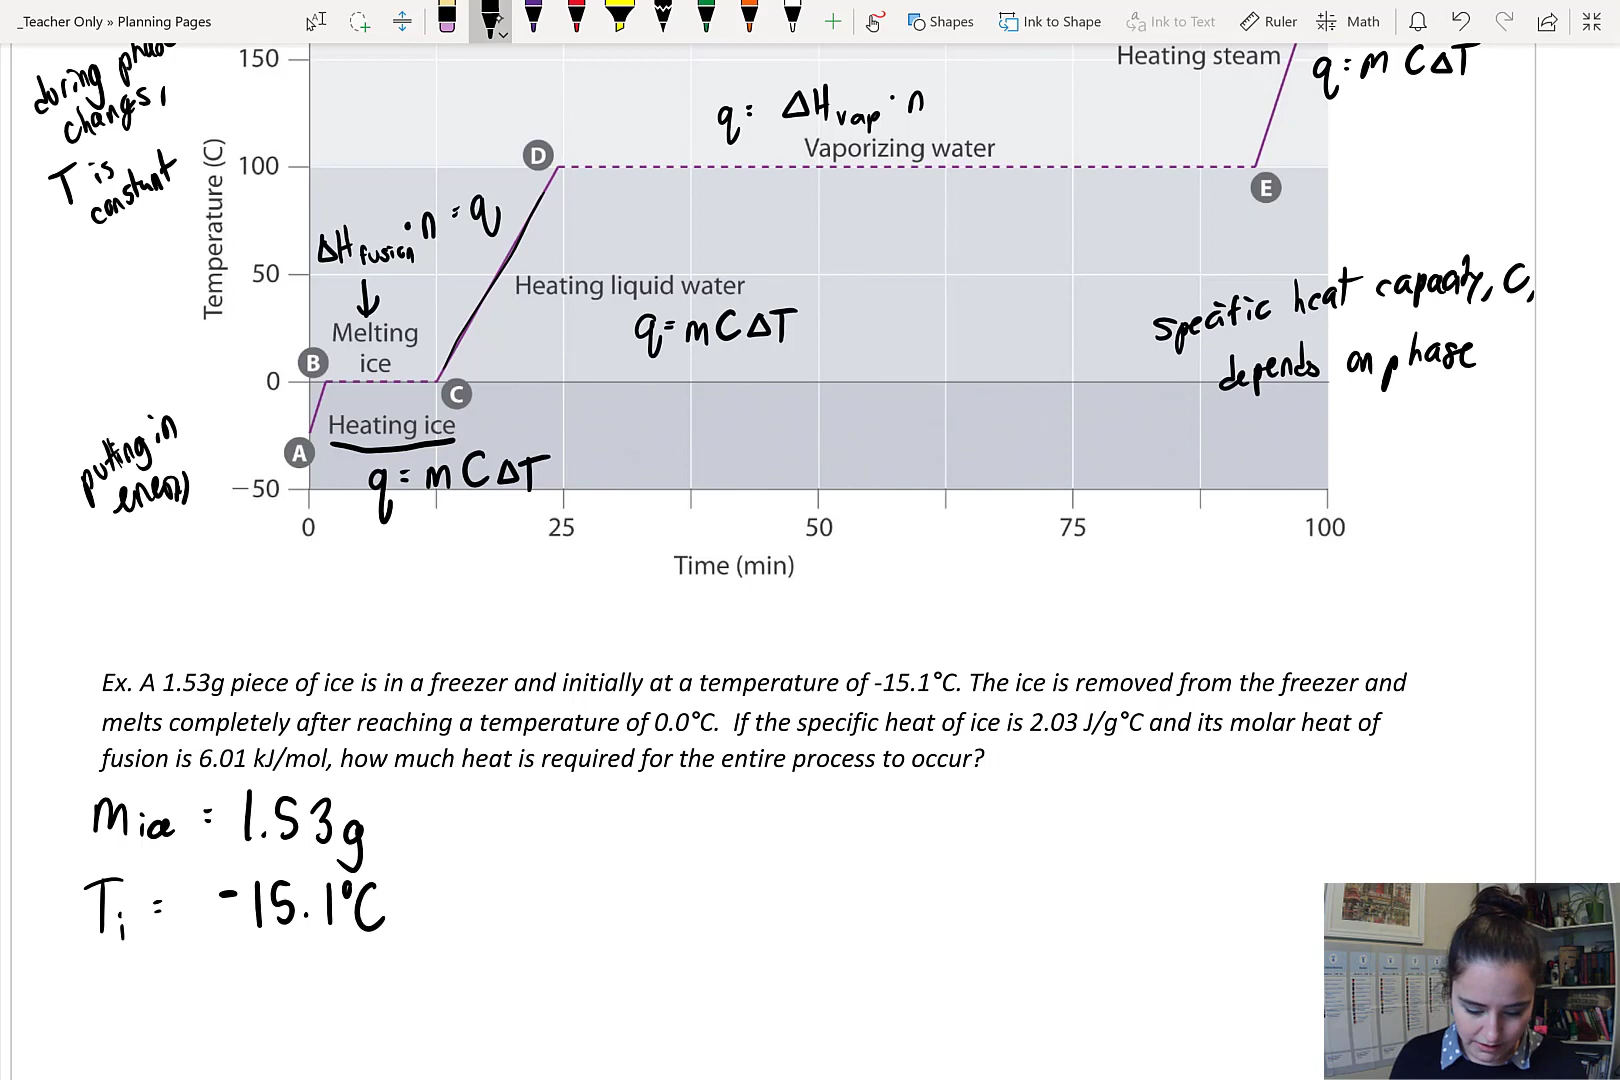 _Teacher Only » Planning Pages
Shapes
Ink to Shape
Ink to Text
Ruler
Math
during phase
changes,
T is
constant
putting in
energy
Temperature (C)
150
100
50
0
−50
Heating steam
q = m C ΔT
q = ΔHvap · n
Vaporizing water
D
E
ΔHfusion · n = q
Heating liquid water
q = m C ΔT
Melting
ice
B
C
Heating ice
A
q = m C ΔT
specific heat capacity, C,
depends on phase
0 25 50 75 100
Time (min)
Ex. A 1.53g piece of ice is in a freezer and initially at a temperature of -15.1°C. The ice is removed from the freezer and
melts completely after reaching a temperature of 0.0°C. If the specific heat of ice is 2.03 J/g°C and its molar heat of
fusion is 6.01 kJ/mol, how much heat is required for the entire process to occur?
mice = 1.53g
Ti = -15.1°C